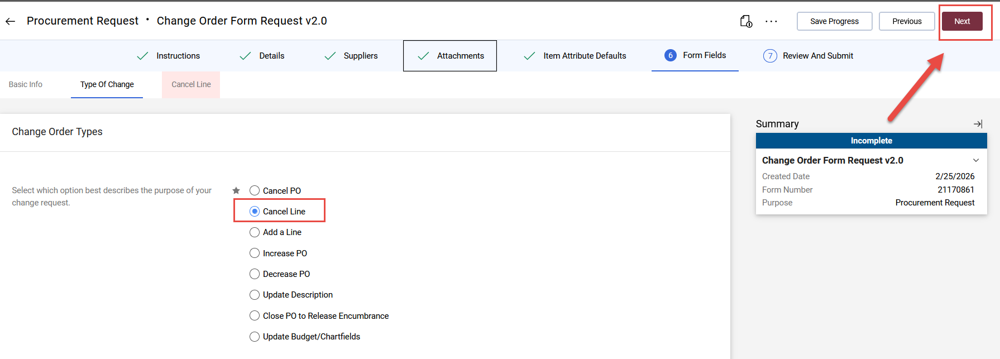 Procurement Request • Change Order Form Request v2.0
Save Progress
Previous
Next
Instructions
Details
Suppliers
Attachments
Item Attribute Defaults
6 Form Fields
7 Review And Submit
Basic Info
Type Of Change
Cancel Line
Change Order Types
Select which option best describes the purpose of your
change request.
Cancel PO
Cancel Line
Add a Line
Increase PO
Decrease PO
Update Description
Close PO to Release Encumbrance
Update Budget/Chartfields
Summary
Incomplete
Change Order Form Request v2.0
Created Date 2/25/2026
Form Number 21170861
Purpose Procurement Request